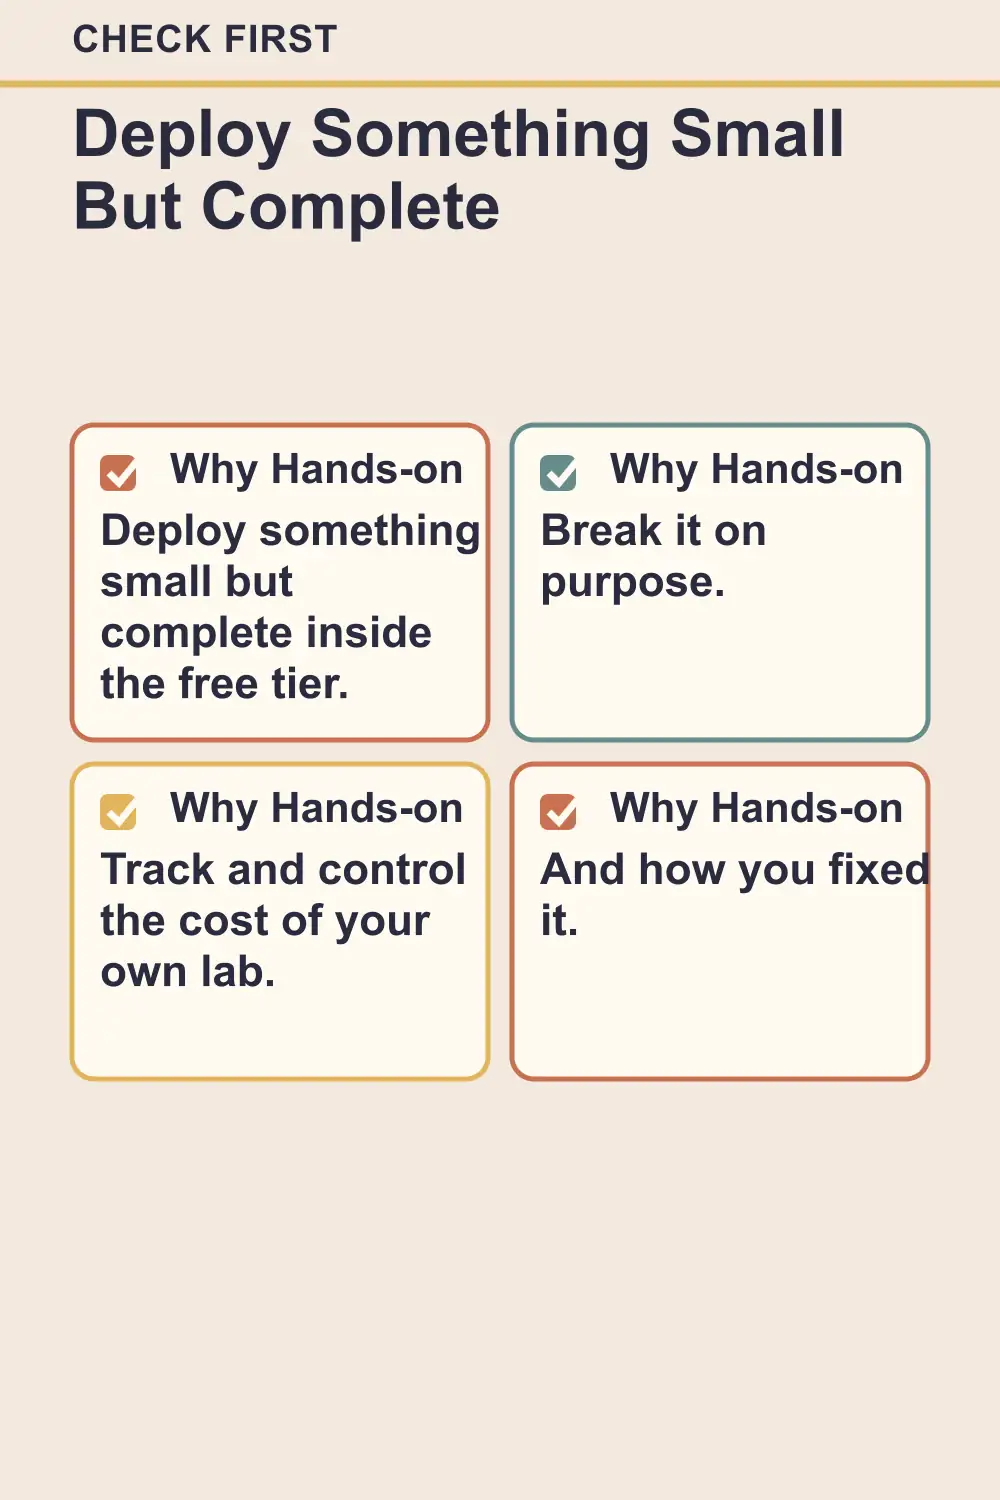 CHECK FIRST
Deploy Something Small
But Complete
Why Hands-on
Deploy something
small but
complete inside
the free tier.
Why Hands-on
Break it on
purpose.
Why Hands-on
Track and control
the cost of your
own lab.
Why Hands-on
And how you fixed
it.